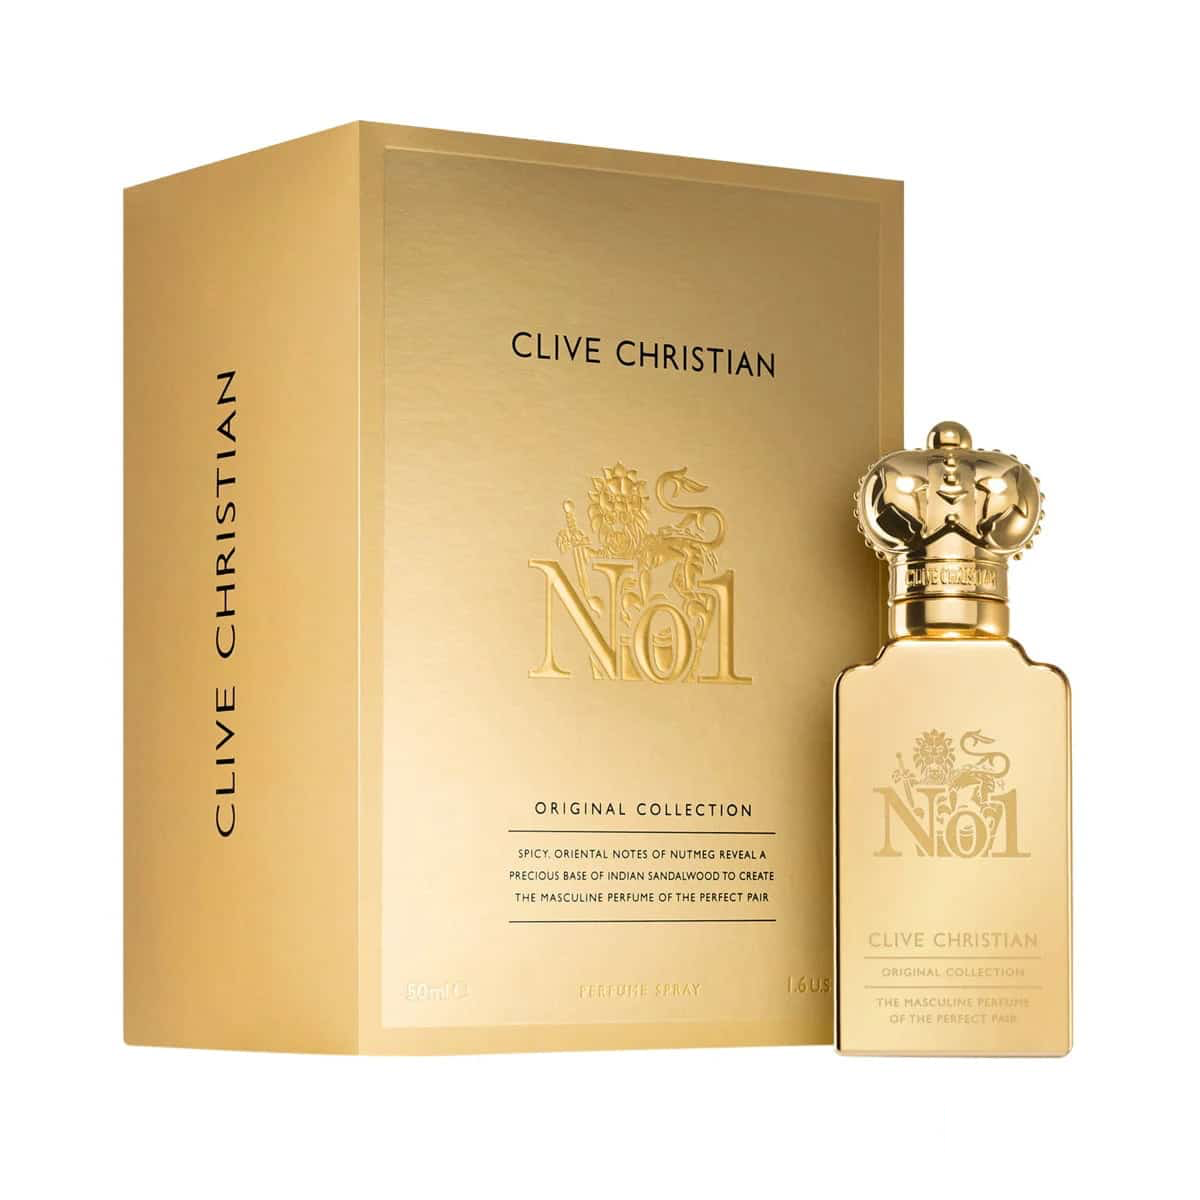 CLIVE CHRISTIAN
CLIVE CHRISTIAN
No1
ORIGINAL COLLECTION
SPICY, ORIENTAL NOTES OF NUTMEG REVEAL A
PRECIOUS BASE OF INDIAN SANDALWOOD TO CREATE
THE MASCULINE PERFUME OF THE PERFECT PAIR
50ml ℮ PERFUME SPRAY 1.6 U.S
CLIVE CHRISTIAN
No1
CLIVE CHRISTIAN
ORIGINAL COLLECTION
THE MASCULINE PERFUME
OF THE PERFECT PAIR